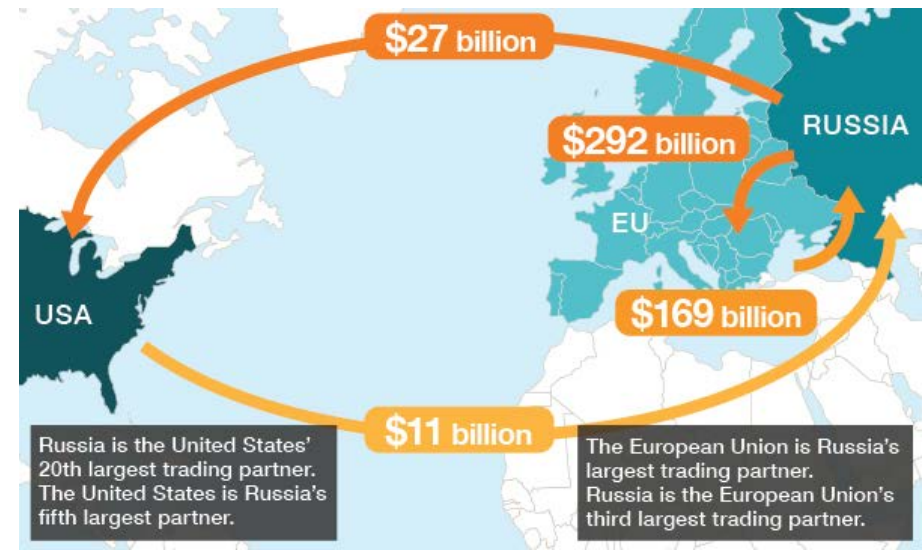 $27 billion
RUSSIA
$292 billion
EU
USA
$169 billion
$11 billion
Russia is the United States'
20th largest trading partner.
The United States is Russia's
fifth largest partner.
The European Union is Russia's
largest trading partner.
Russia is the European Union's
third largest trading partner.